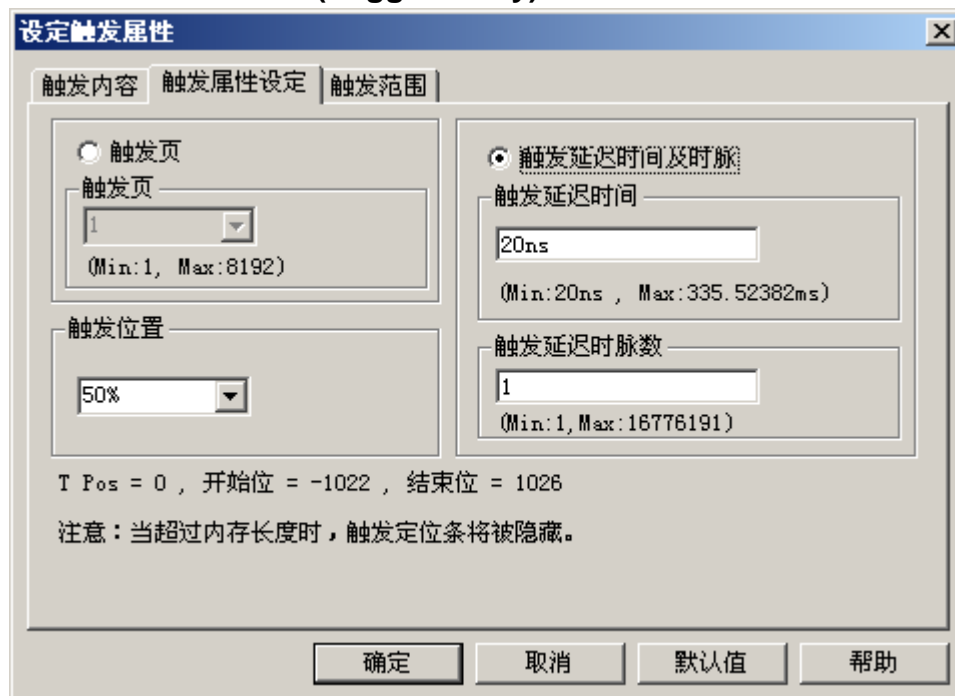 设定触发属性
触发内容 触发属性设定 触发范围
触发页
触发页
1
(Min:1, Max:8192)
触发位置
50%
触发延迟时间及时脉
触发延迟时间
20ns
(Min:20ns , Max:335.52382ms)
触发延迟时脉数
1
(Min:1,Max:16776191)
T Pos = 0 , 开始位 = -1022 , 结束位 = 1026
注意：当超过内存长度时，触发定位条将被隐藏。
确定 取消 默认值 帮助